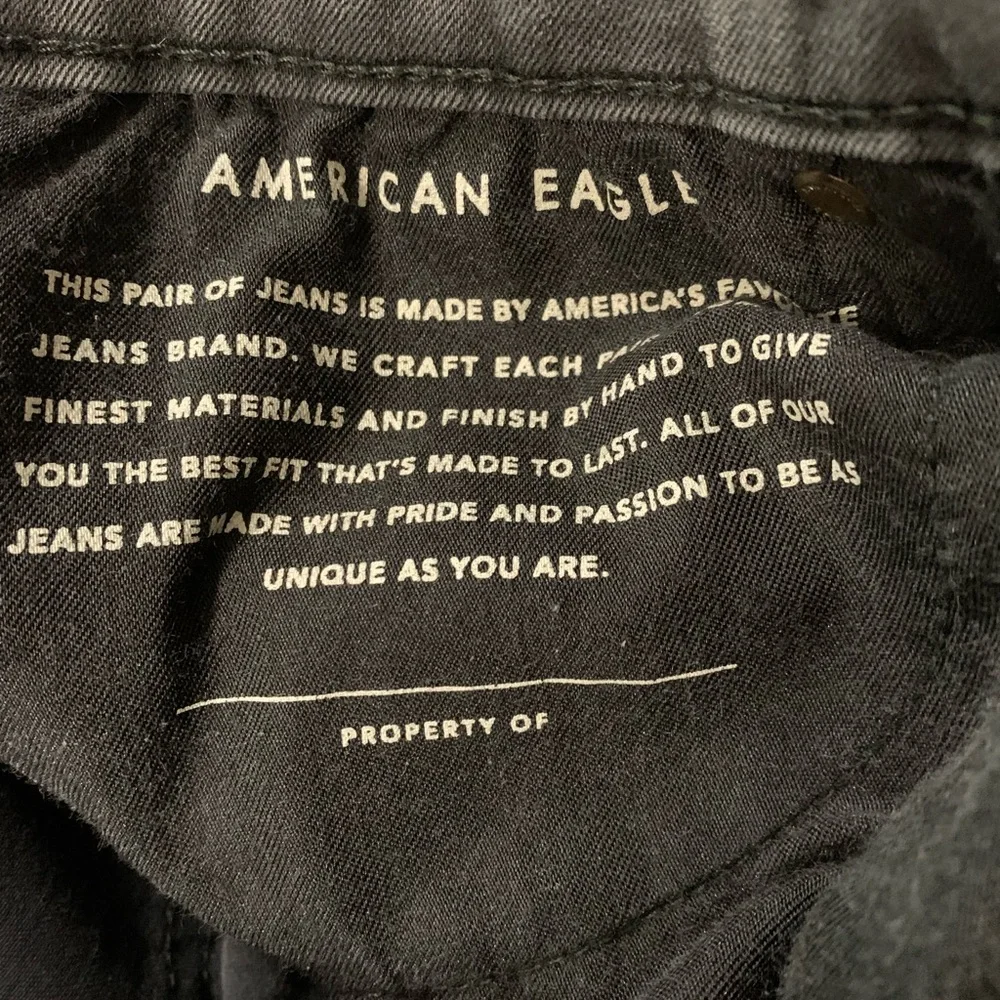 AMERICAN EAGLE
THIS PAIR OF JEANS IS MADE BY AMERICA'S
JEANS BRAND. WE CRAFT EACH
FINEST MATERIALS AND FINISH BY HAND TO GIVE
YOU THE BEST FIT THAT'S MADE TO LAST. ALL OF OUR
JEANS ARE MADE WITH PRIDE AND PASSION TO BE AS
UNIQUE AS YOU ARE.
PROPERTY OF